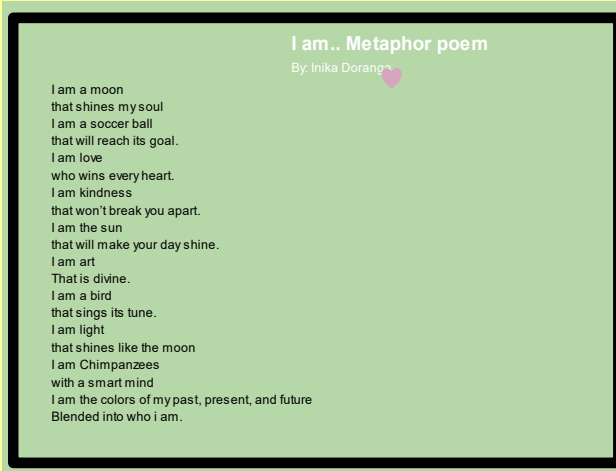 I am.. Metaphor poem
By: Inika Doranga
I am a moon
that shines my soul
I am a soccer ball
that will reach its goal.
I am love
who wins every heart.
I am kindness
that won’t break you apart.
I am the sun
that will make your day shine.
I am art
That is divine.
I am a bird
that sings its tune.
I am light
that shines like the moon
I am Chimpanzees
with a smart mind
I am the colors of my past, present, and future
Blended into who i am.